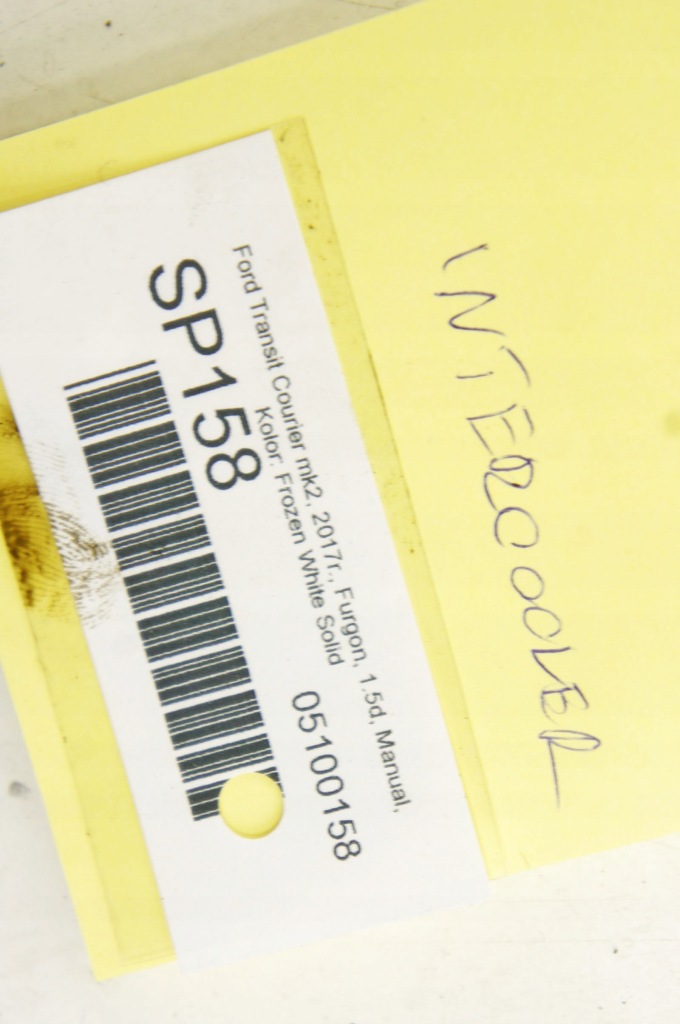 Ford Transit Courier mk2, 2017r., Furgon, 1.5d, Manual,
Kolor: Frozen White Solid
SP158
05100158
INTERCOOLER